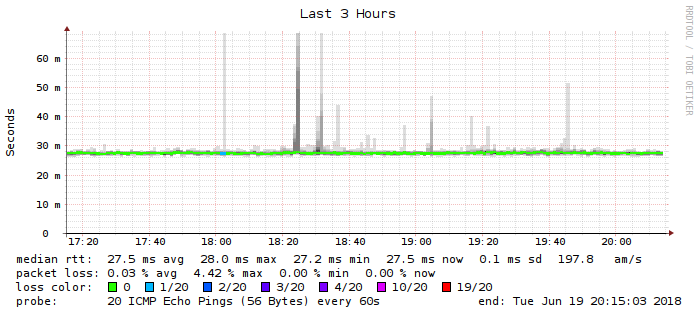 Last 3 Hours
RRDTOOL / TOBI OETIKER
Seconds
60 m
50 m
40 m
30 m
20 m
10 m
0
17:20 17:40 18:00 18:20 18:40 19:00 19:20 19:40 20:00
median rtt: 27.5 ms avg 28.0 ms max 27.2 ms min 27.5 ms now 0.1 ms sd 197.8 am/s
packet loss: 0.03 % avg 4.42 % max 0.00 % min 0.00 % now
loss color: 0 1/20 2/20 3/20 4/20 10/20 19/20
probe: 20 ICMP Echo Pings (56 Bytes) every 60s end: Tue Jun 19 20:15:03 2018